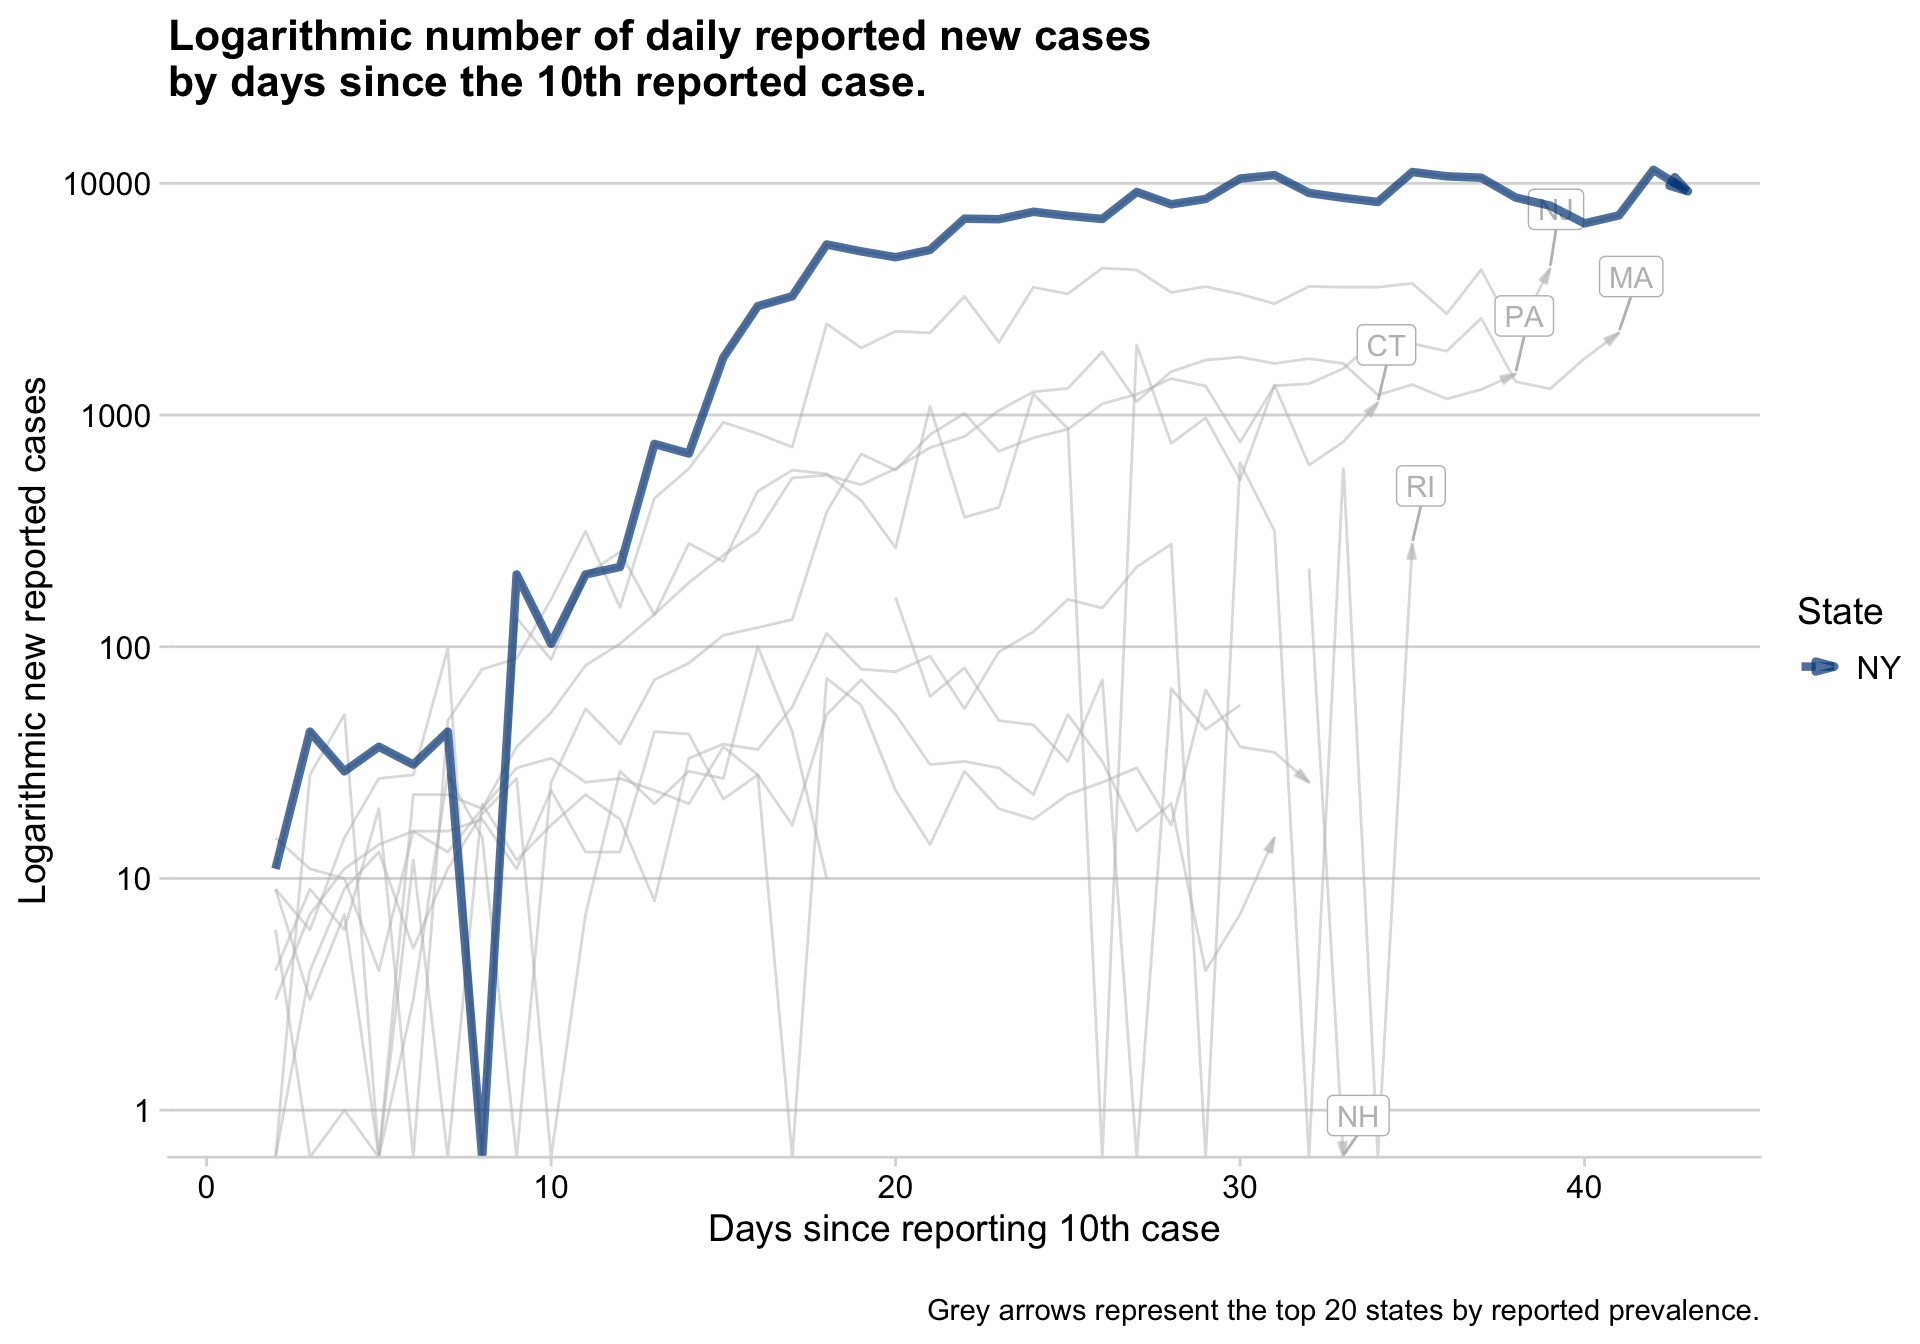 Logarithmic number of daily reported new cases
by days since the 10th reported case.
10000
1000
100
10
1
Logarithmic new reported cases
NJ
MA
PA
CT
RI
NH
State
NY
0 10 20 30 40
Days since reporting 10th case
Grey arrows represent the top 20 states by reported prevalence.